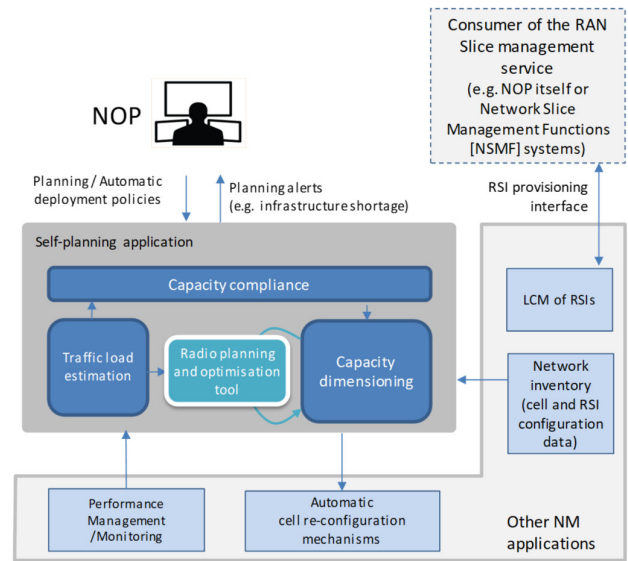 Consumer of the RAN
Slice management
service
(e.g. NOP itself or
Network Slice
Management Functions
[NSMF] systems)
NOP
Planning / Automatic
deployment policies
Planning alerts
(e.g. infrastructure shortage)
RSI provisioning
interface
Self-planning application
Capacity compliance
LCM of RSIs
Traffic load
estimation
Radio planning
and optimisation
tool
Capacity
dimensioning
Network
inventory
(cell and RSI
configuration
data)
Performance
Management
/Monitoring
Automatic
cell re-configuration
mechanisms
Other NM
applications